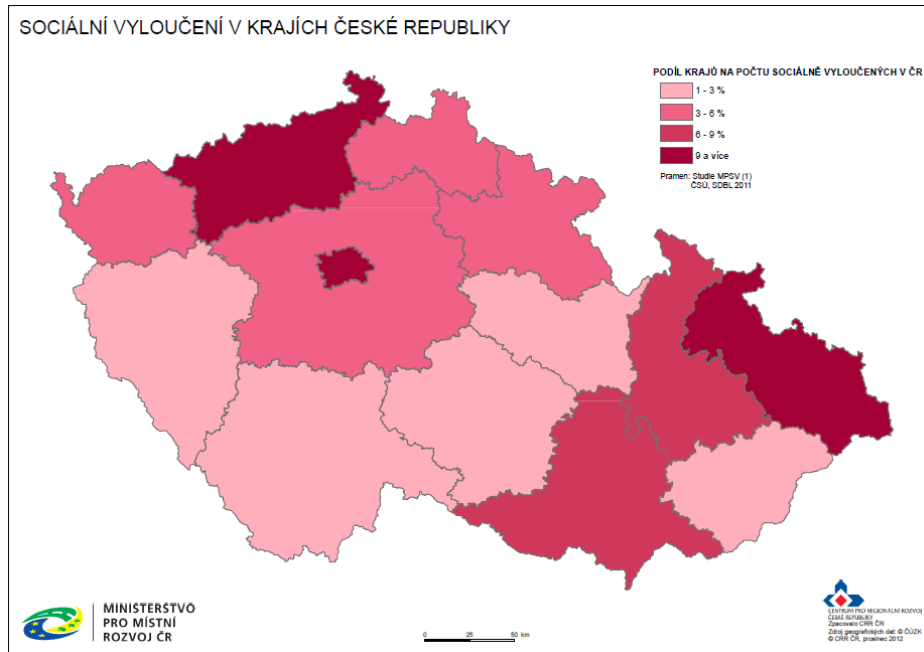 SOCIÁLNÍ VYLOUČENÍ V KRAJÍCH ČESKÉ REPUBLIKY
PODÍL KRAJŮ NA POČTU SOCIÁLNĚ VYLOUČENÝCH V ČR
1 - 3 %
3 - 6 %
6 - 9 %
9 a více
Pramen: Studie MPSV (1)
ČSÚ, SDBL 2011
MINISTERSTVO
PRO MÍSTNÍ
ROZVOJ ČR
0 25 50 km
CENTRUM PRO REGIONÁLNÍ ROZVOJ
ČESKÉ REPUBLIKY
Zpracovalo CRR ČR
Zdroj geografických dat: © ČÚZK
© CRR ČR, prosinec 2012